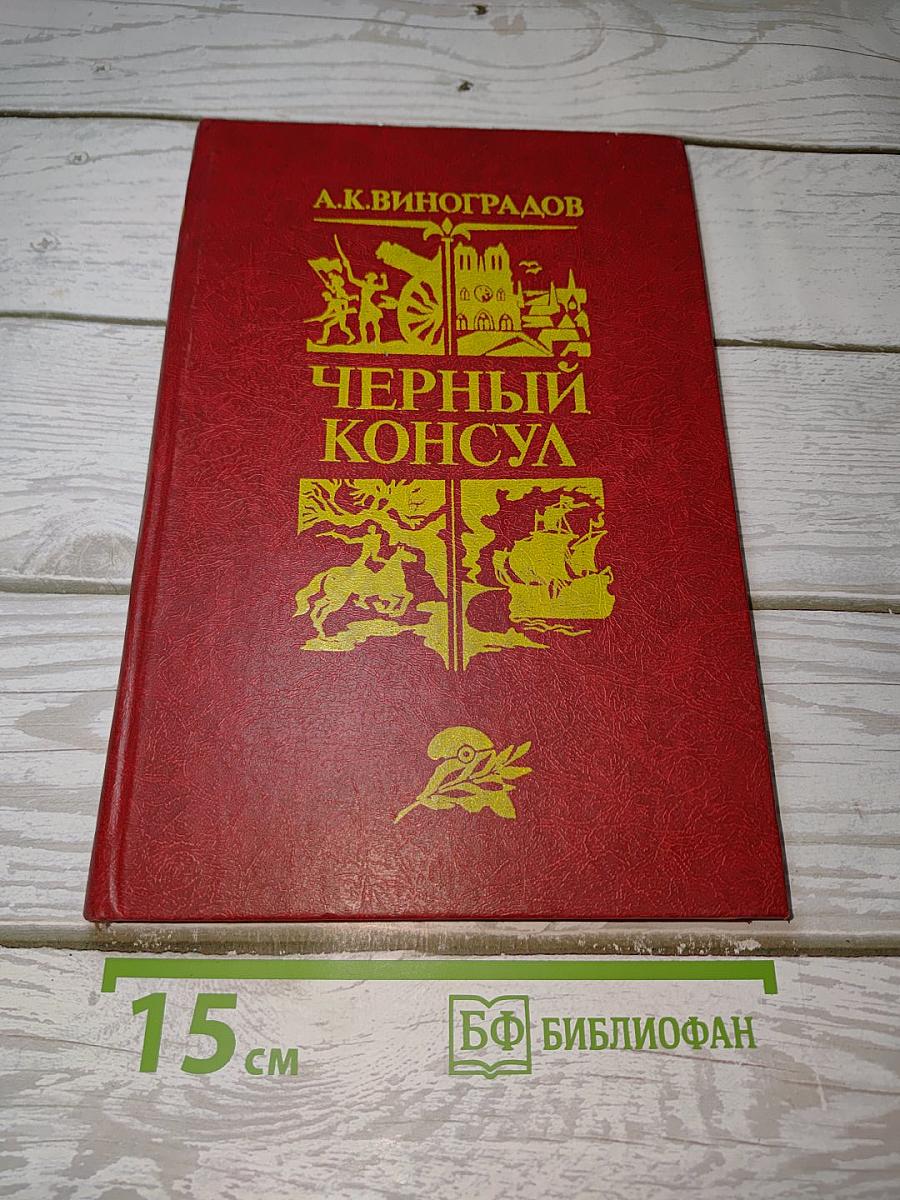 А.К.ВИНОГРАДОВ
ЧЕРНЫЙ
КОНСУЛ
15 см
БФ БИБЛИОФАН